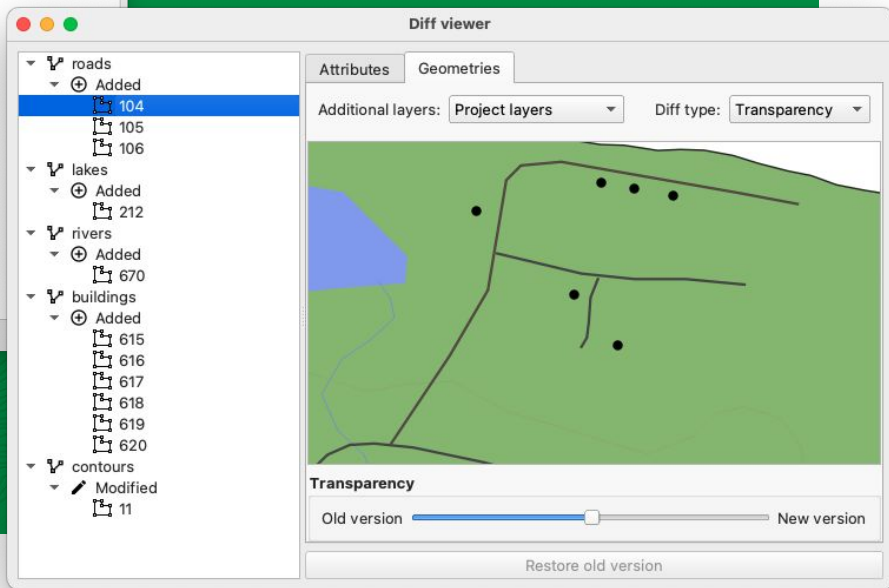 Diff viewer
roads
Added
104
105
106
lakes
Added
212
rivers
Added
670
buildings
Added
615
616
617
618
619
620
contours
Modified
11
Attributes
Geometries
Additional layers: Project layers
Diff type: Transparency
Transparency
Old version
New version
Restore old version